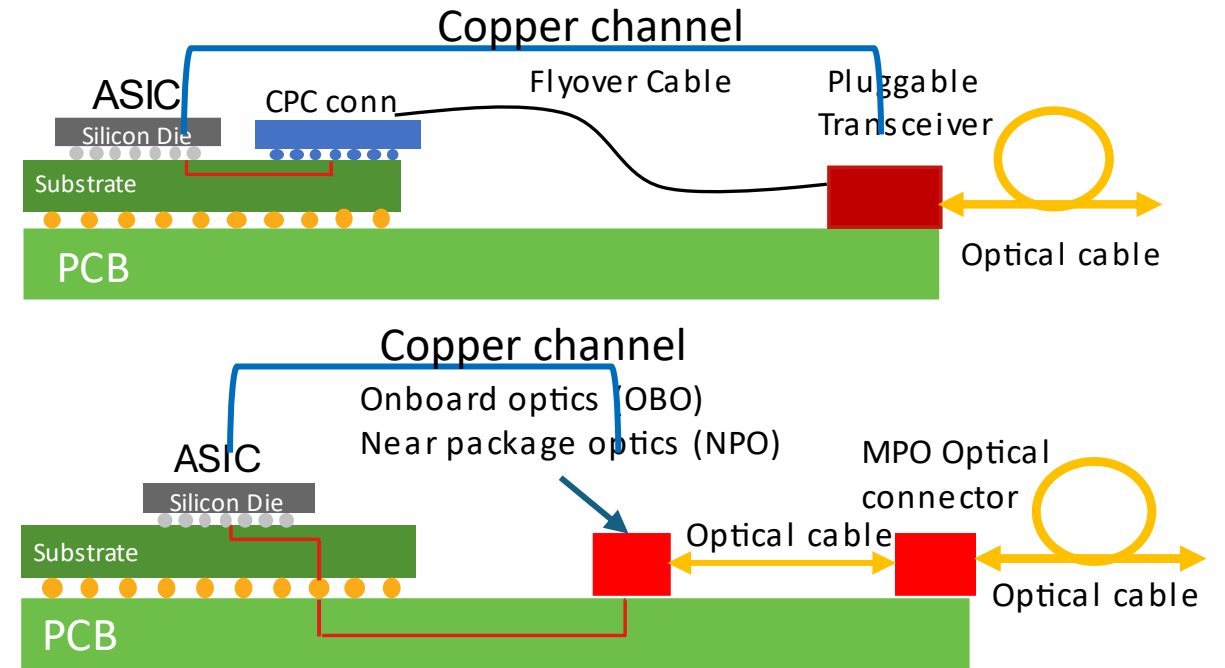 Copper channel
Flyover Cable
Pluggable
Transceiver
ASIC
CPC conn
Silicon Die
Substrate
Optical cable
PCB
Copper channel
Onboard optics (OBO)
Near package optics (NPO)
ASIC
MPO Optical
connector
Silicon Die
Optical cable
Substrate
Optical cable
PCB